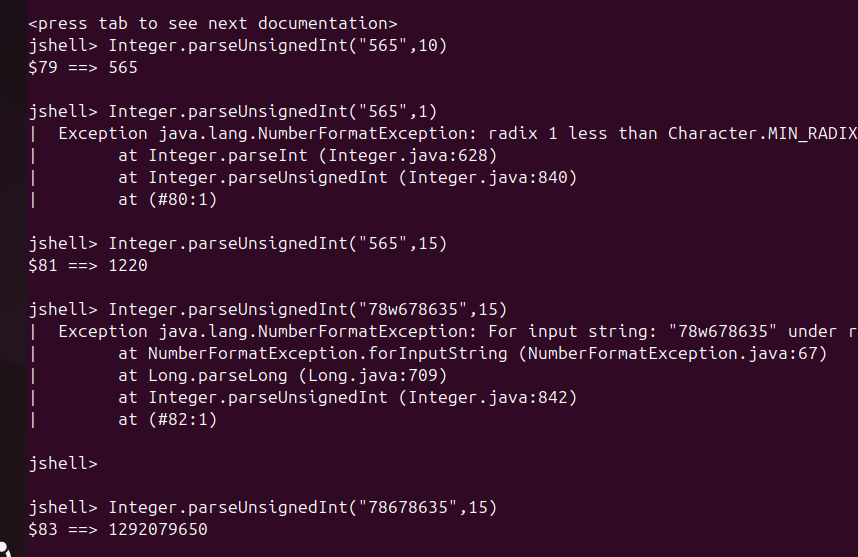 <press tab to see next documentation>
jshell> Integer.parseUnsignedInt("565",10)
$79 ==> 565
jshell> Integer.parseUnsignedInt("565",1)
|  Exception java.lang.NumberFormatException: radix 1 less than Character.MIN_RADIX
|        at Integer.parseInt (Integer.java:628)
|        at Integer.parseUnsignedInt (Integer.java:840)
|        at (#80:1)
jshell> Integer.parseUnsignedInt("565",15)
$81 ==> 1220
jshell> Integer.parseUnsignedInt("78w678635",15)
|  Exception java.lang.NumberFormatException: For input string: "78w678635" under r
|        at NumberFormatException.forInputString (NumberFormatException.java:67)
|        at Long.parseLong (Long.java:709)
|        at Integer.parseUnsignedInt (Integer.java:842)
|        at (#82:1)
jshell>
jshell> Integer.parseUnsignedInt("78678635",15)
$83 ==> 1292079650